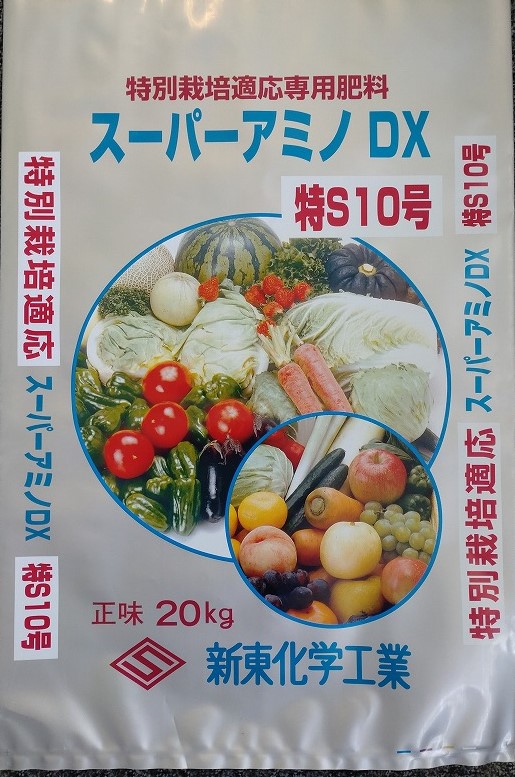 特別栽培適応専用肥料
スーパーアミノDX
特S10号
特別栽培適応
スーパーアミノDX
特S10号
特S10号
スーパーアミノDX
特別栽培適応
正味 20kg
新東化学工業